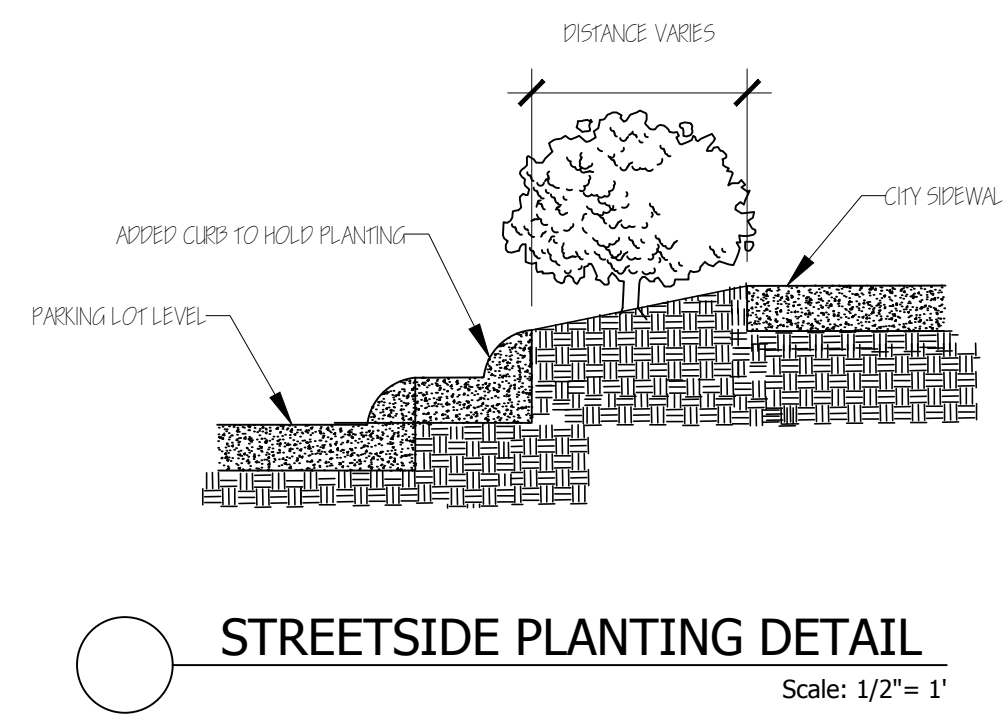 DISTANCE VARIES
CITY SIDEWAL
ADDED CURB TO HOLD PLANTING
PARKING LOT LEVEL
STREETSIDE PLANTING DETAIL
Scale: 1/2"= 1'